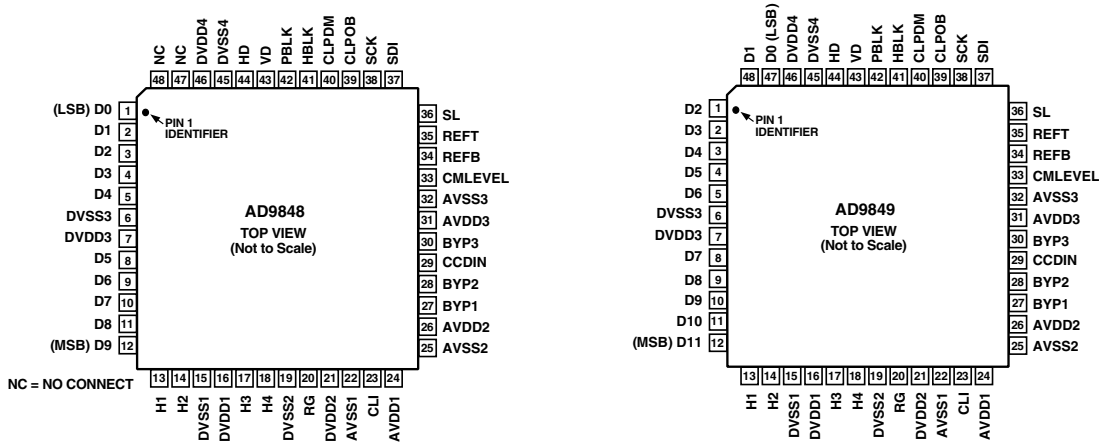 NC NC DVDD4 DVSS4 HD VD PBLK HBLK CLPDM CLPOB SCK SDI
48 47 46 45 44 43 42 41 40 39 38 37
(LSB) D0 1
D1 2
D2 3
D3 4
D4 5
DVSS3 6
DVDD3 7
D5 8
D6 9
D7 10
D8 11
(MSB) D9 12
PIN 1
IDENTIFIER
AD9848
TOP VIEW
(Not to Scale)
36 SL
35 REFT
34 REFB
33 CMLEVEL
32 AVSS3
31 AVDD3
30 BYP3
29 CCDIN
28 BYP2
27 BYP1
26 AVDD2
25 AVSS2
13 14 15 16 17 18 19 20 21 22 23 24
H1 H2 DVSS1 DVDD1 H3 H4 DVSS2 RG DVDD2 AVSS1 CLI AVDD1
NC = NO CONNECT
D1 D0 (LSB) DVDD4 DVSS4 HD VD PBLK HBLK CLPDM CLPOB SCK SDI
48 47 46 45 44 43 42 41 40 39 38 37
D2 1
D3 2
D4 3
D5 4
D6 5
DVSS3 6
DVDD3 7
D7 8
D8 9
D9 10
D10 11
(MSB) D11 12
PIN 1
IDENTIFIER
AD9849
TOP VIEW
(Not to Scale)
36 SL
35 REFT
34 REFB
33 CMLEVEL
32 AVSS3
31 AVDD3
30 BYP3
29 CCDIN
28 BYP2
27 BYP1
26 AVDD2
25 AVSS2
13 14 15 16 17 18 19 20 21 22 23 24
H1 H2 DVSS1 DVDD1 H3 H4 DVSS2 RG DVDD2 AVSS1 CLI AVDD1